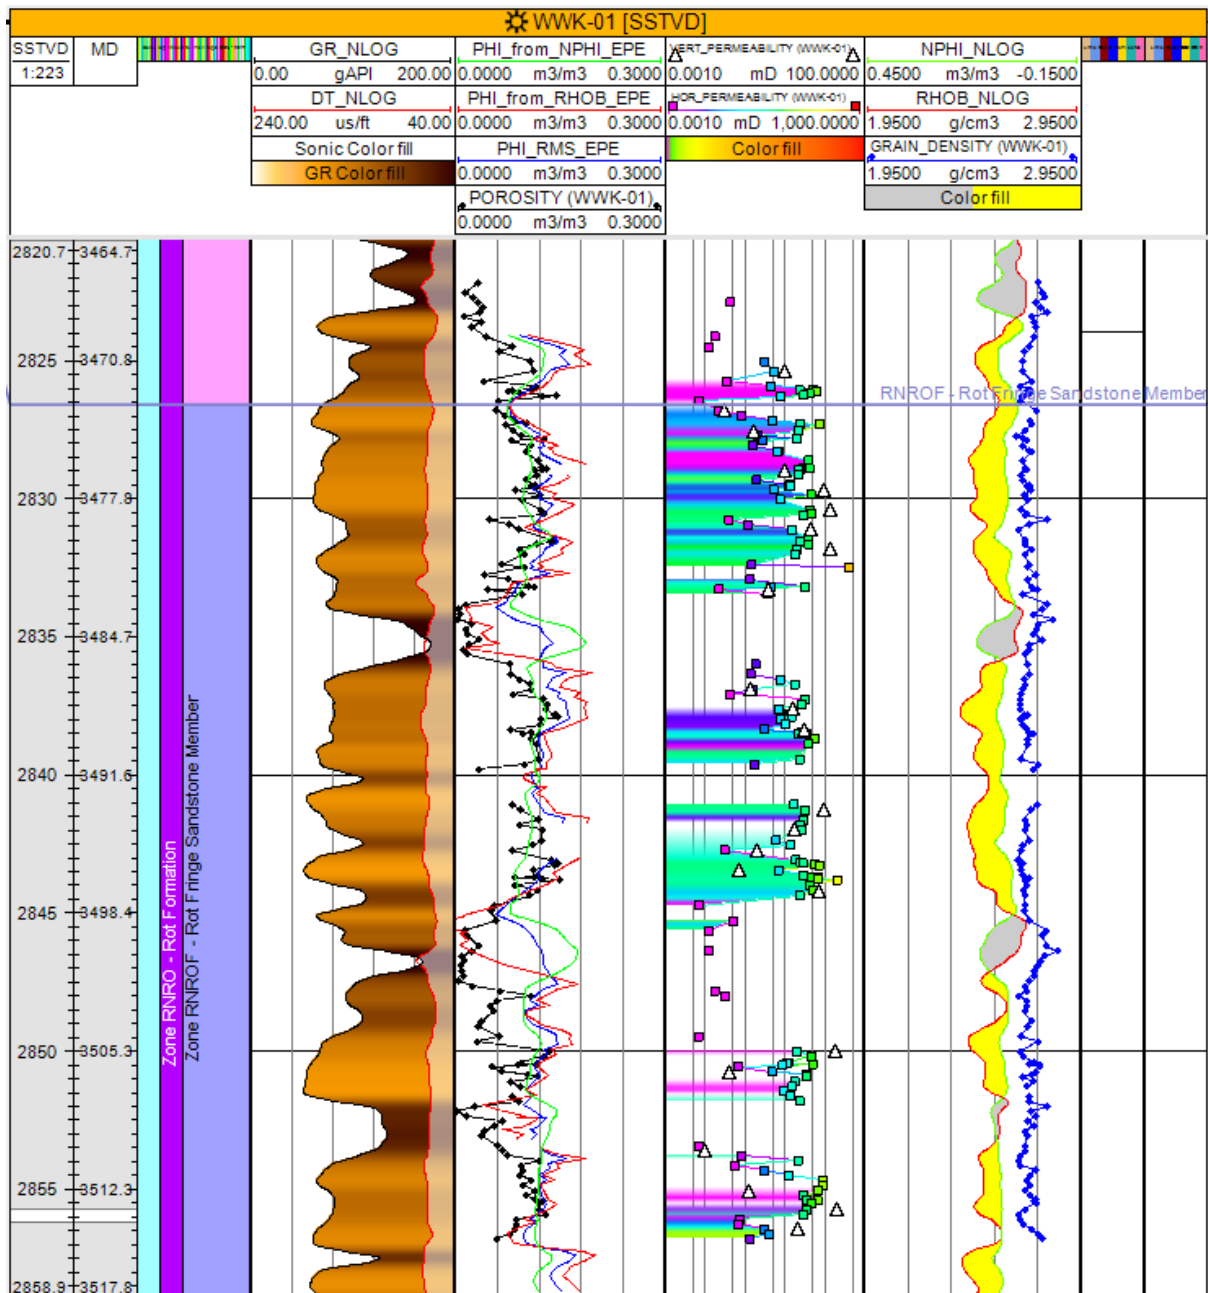 WWK-01 [SSTVD]
SSTVD
1:223
MD
GR_NLOG
0.00 gAPI 200.00
DT_NLOG
240.00 us/ft 40.00
Sonic Color fill
GR Color fill
PHI_from_NPHI_EPE
0.0000 m3/m3 0.3000
PHI_from_RHOB_EPE
0.0000 m3/m3 0.3000
PHI_RMS_EPE
0.0000 m3/m3 0.3000
POROSITY (WWK-01)
0.0000 m3/m3 0.3000
VERT_PERMEABILITY (WWK-01)
0.0010 mD 100.0000
HOR_PERMEABILITY (WWK-01)
0.0010 mD 1,000.0000
Color fill
NPHI_NLOG
0.4500 m3/m3 -0.1500
RHOB_NLOG
1.9500 g/cm3 2.9500
GRAIN_DENSITY (WWK-01)
1.9500 g/cm3 2.9500
Color fill
2820.7 3464.7
2825 3470.8
RNROF - Rot Fringe Sandstone Member
2830 3477.8
2835 3484.7
2840 3491.6
2845 3498.4
2850 3505.3
2855 3512.3
2858.9 3517.8
Zone RNRO - Rot Formation
Zone RNROF - Rot Fringe Sandstone Member